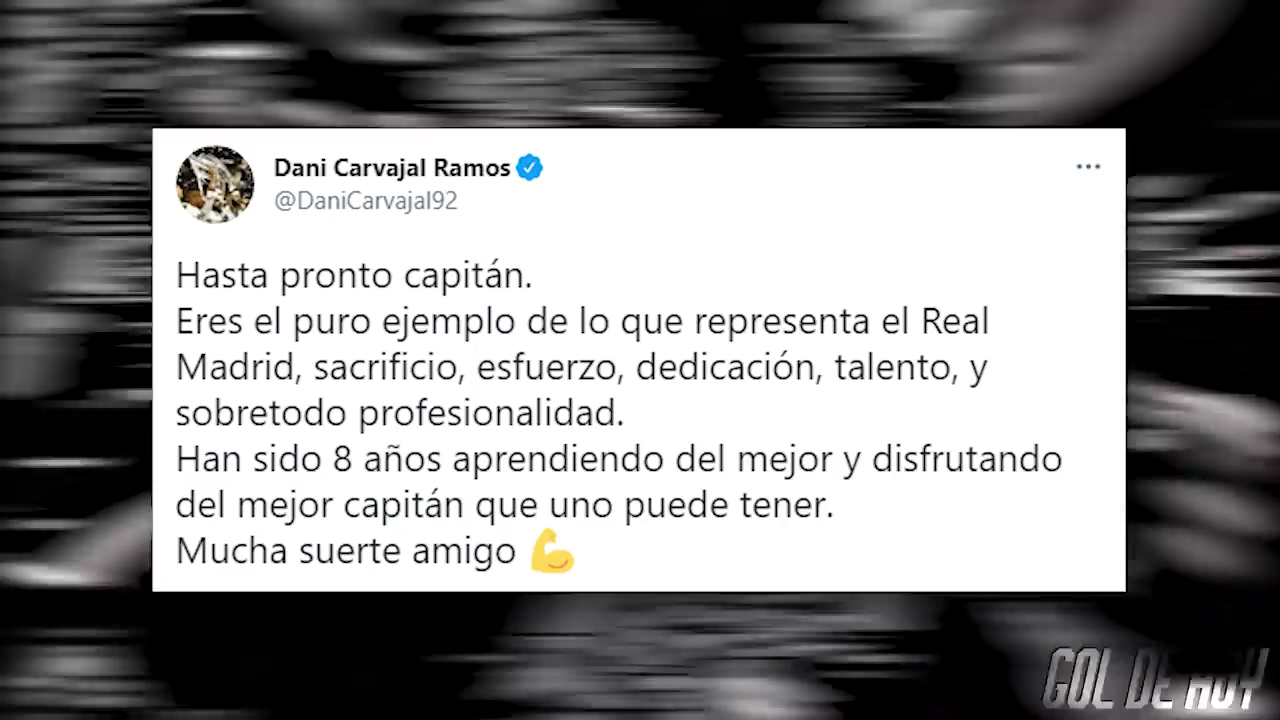 Dani Carvajal Ramos
@DaniCarvajal92
Hasta pronto capitán.
Eres el puro ejemplo de lo que representa el Real
Madrid, sacrificio, esfuerzo, dedicación, talento, y
sobretodo profesionalidad.
Han sido 8 años aprendiendo del mejor y disfrutando
del mejor capitán que uno puede tener.
Mucha suerte amigo 💪
GOL DE HOY